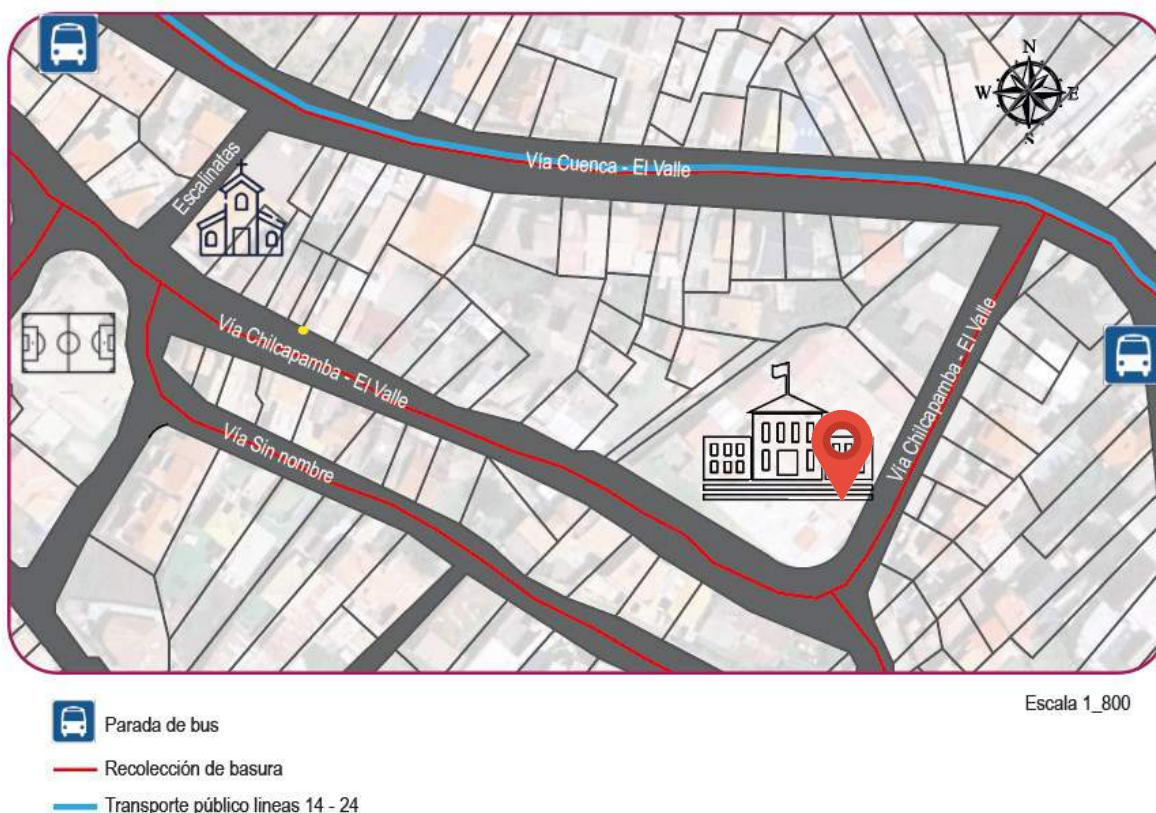 N
W E
S
Vía Cuenca - El Valle
Escalinatas
Vía Chilcapamba - El Valle
Vía Chilcapamba - El Valle
Vía Sin nombre
Escala 1_800
Parada de bus
Recolección de basura
Transporte público lineas 14 - 24